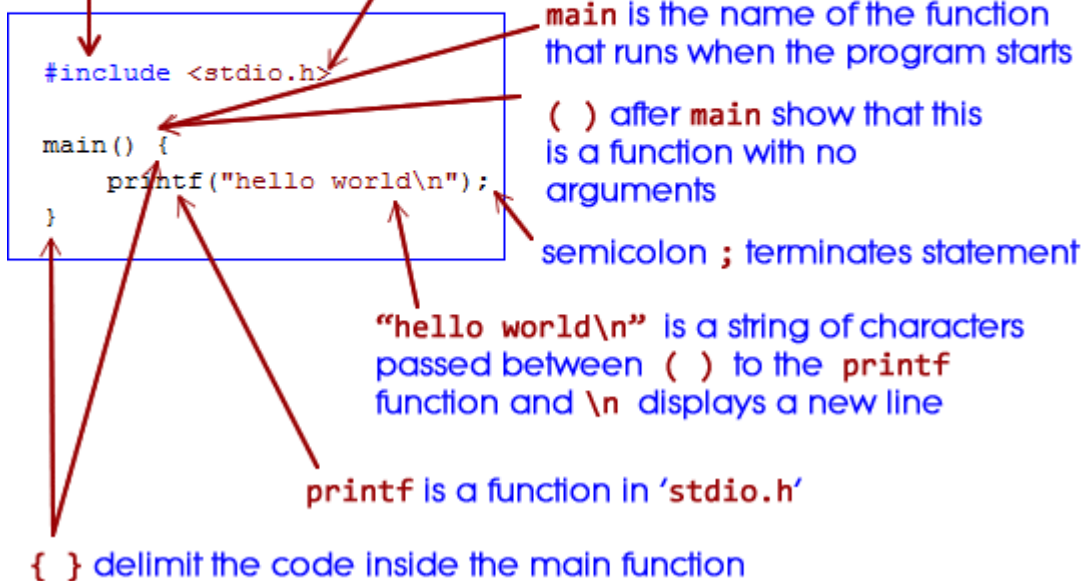 #include <stdio.h>
main() {
printf("hello world\n");
}
main is the name of the function
that runs when the program starts
( ) after main show that this
is a function with no
arguments
semicolon ; terminates statement
“hello world\n” is a string of characters
passed between ( ) to the printf
function and \n displays a new line
printf is a function in ‘stdio.h’
{ } delimit the code inside the main function